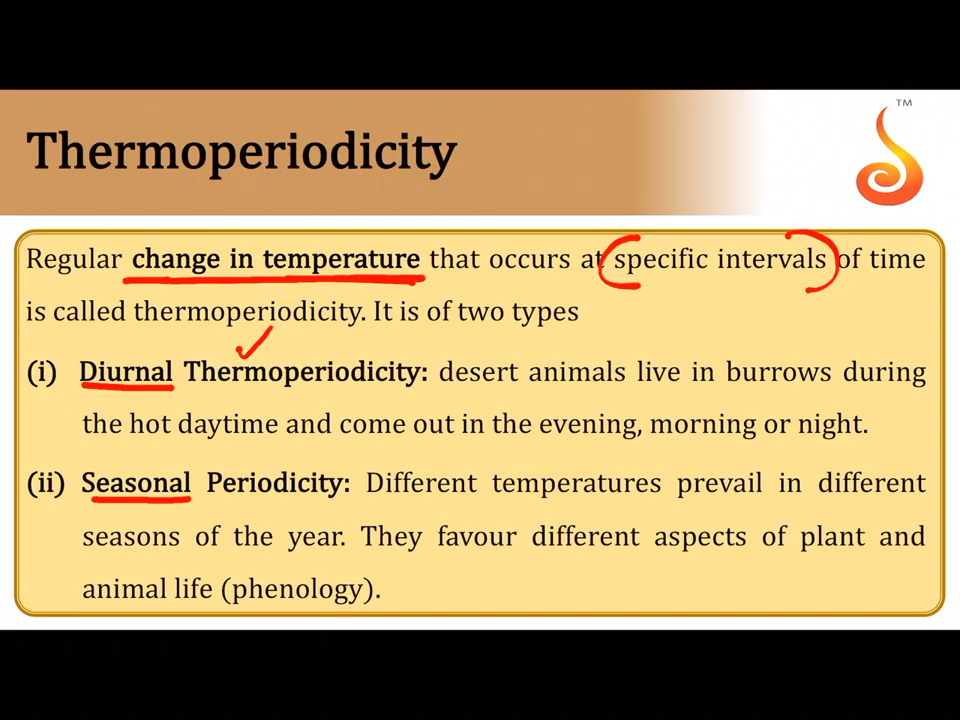 TM
Thermoperiodicity
Regular change in temperature that occurs at specific intervals of time
is called thermoperiodicity. It is of two types
(i) Diurnal Thermoperiodicity: desert animals live in burrows during
the hot daytime and come out in the evening, morning or night.
(ii) Seasonal Periodicity: Different temperatures prevail in different
seasons of the year. They favour different aspects of plant and
animal life (phenology).